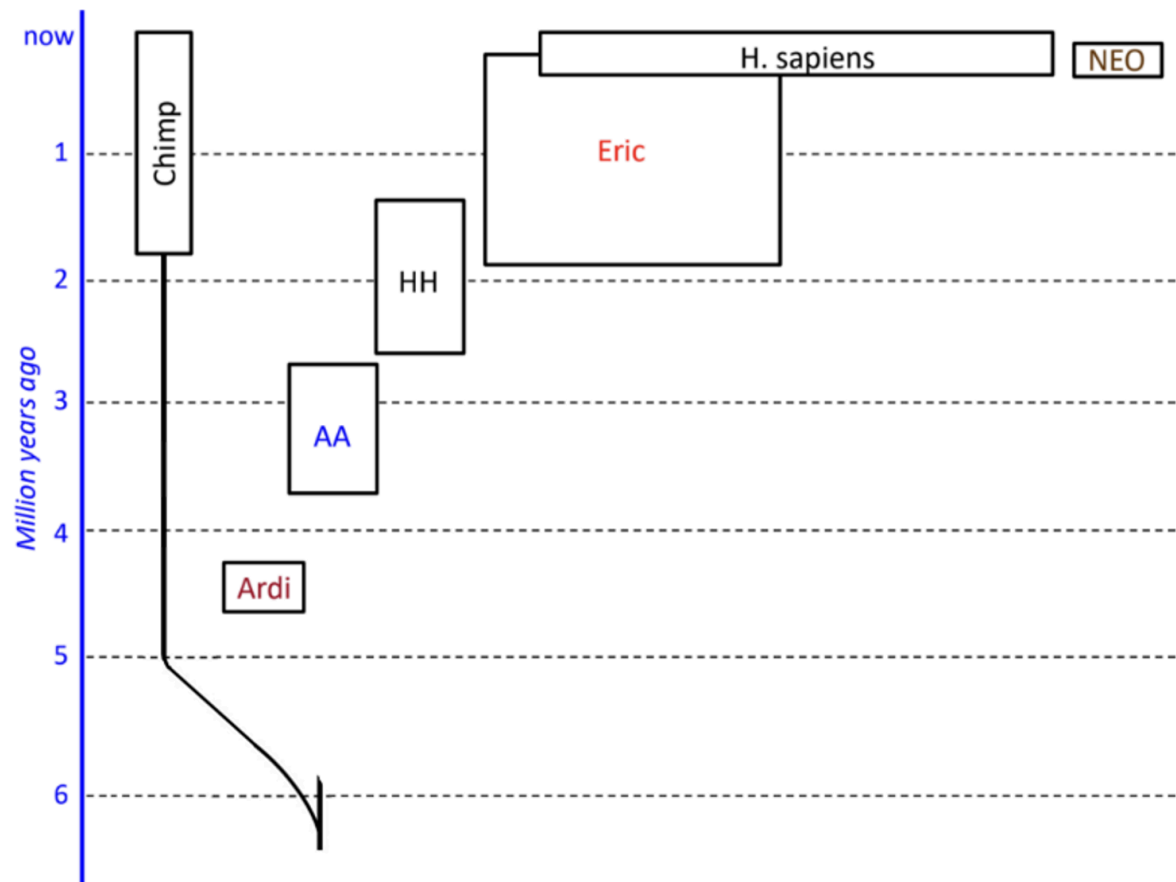 now
H. sapiens
NEO
Chimp
1
Eric
2
HH
Million years ago
3
AA
4
Ardi
5
6